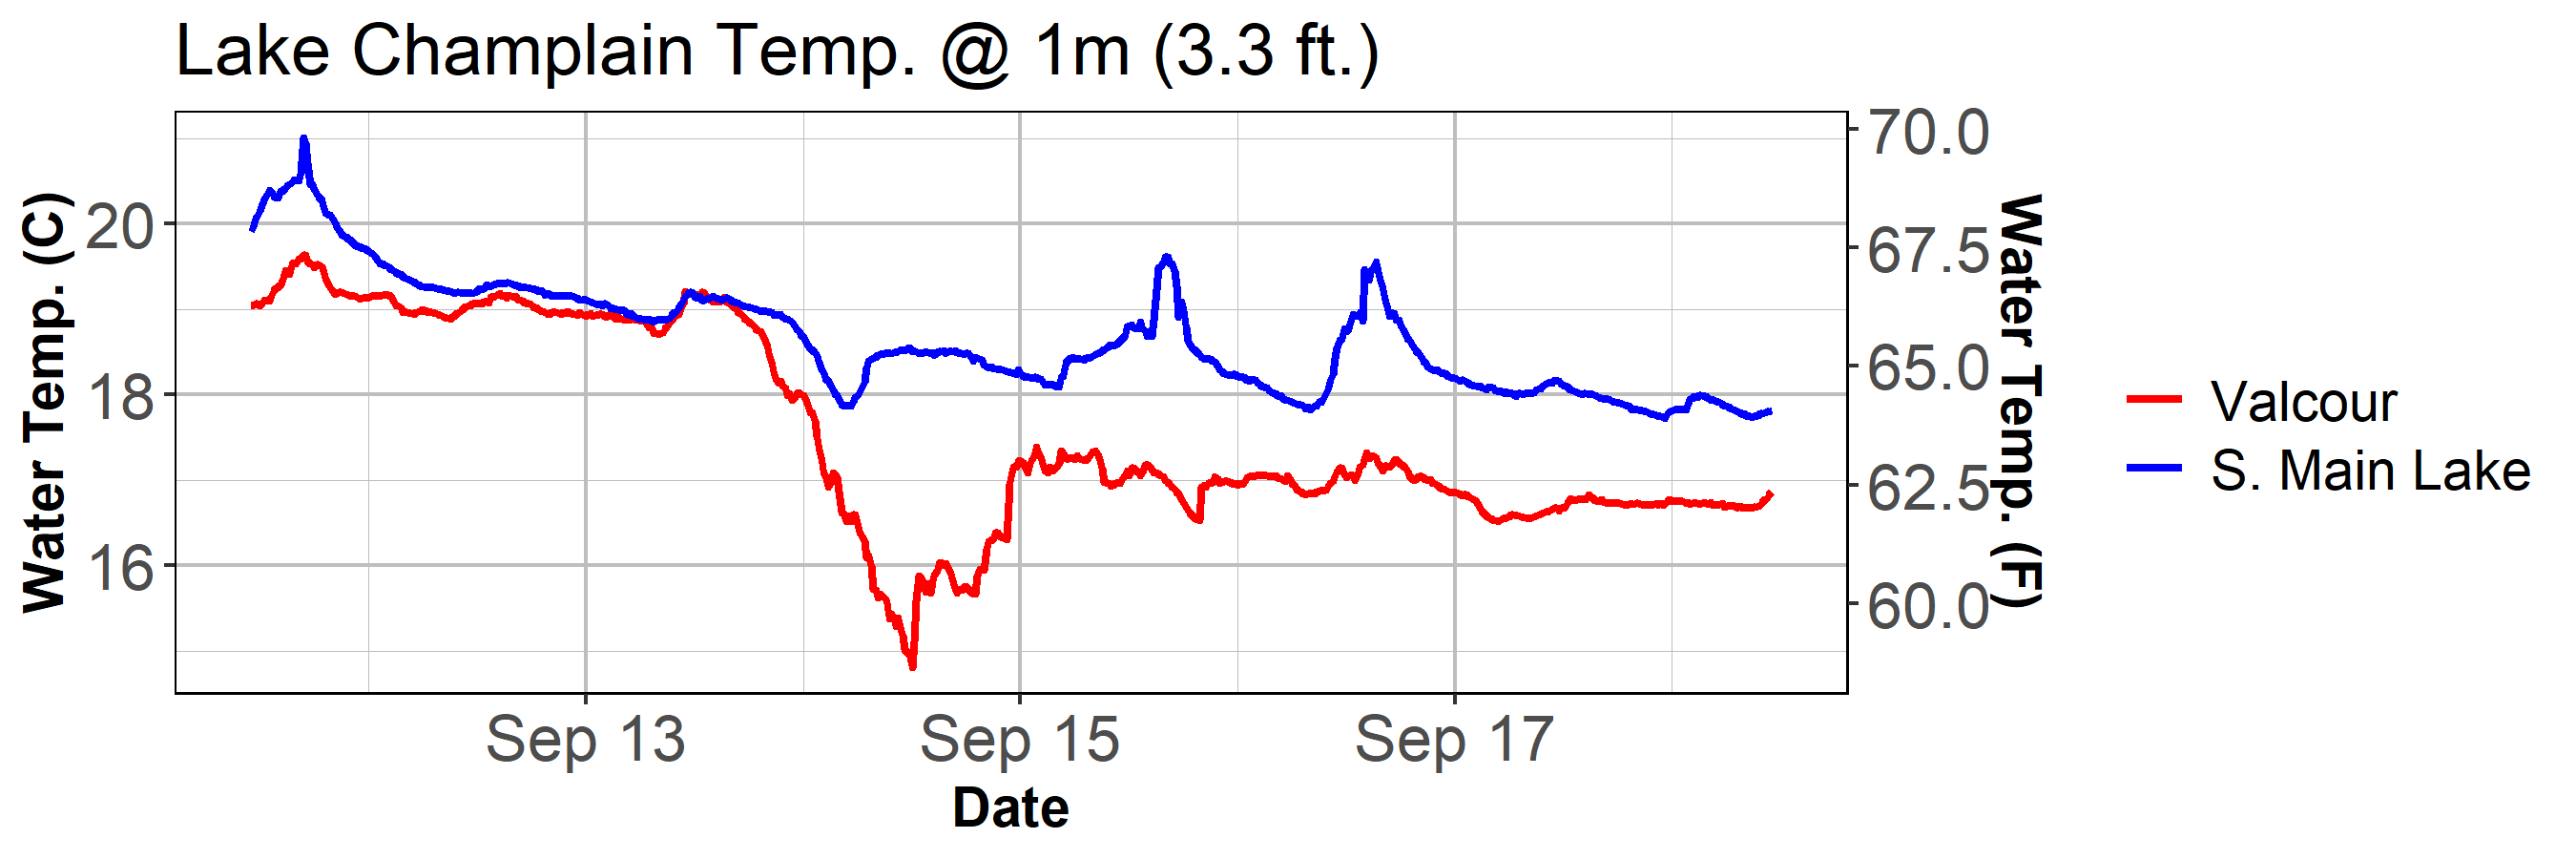 Lake Champlain Temp. @ 1m (3.3 ft.)
Water Temp. (C)
20
18
16
70.0
67.5
65.0
62.5
60.0
Water Temp. (F)
Sep 13
Sep 15
Sep 17
Date
Valcour
S. Main Lake